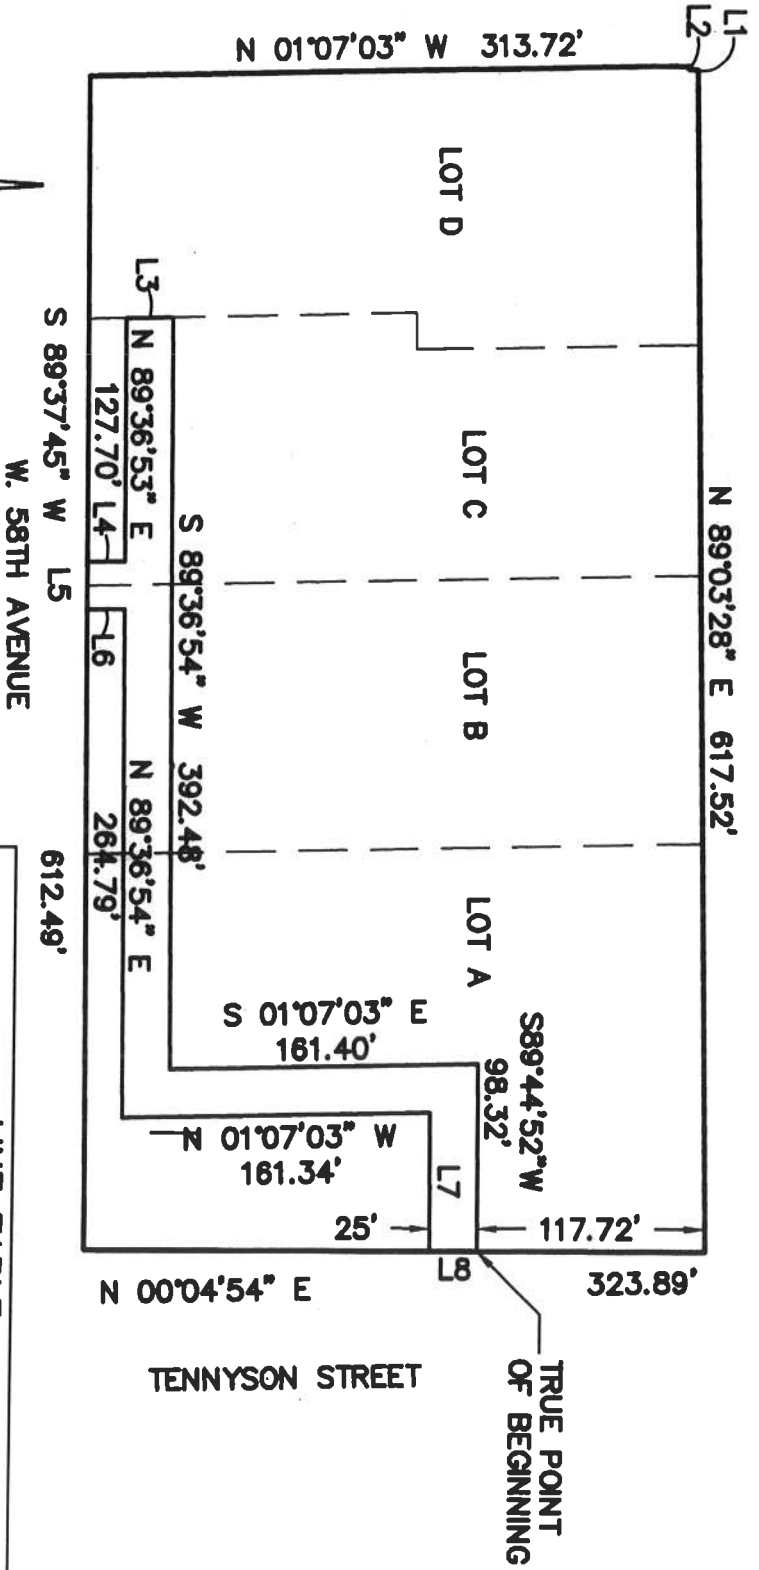 L1
L2
N 01°07'03" W 313.72'
LOT D
N 89°03'28" E 617.52'
LOT C
LOT B
LOT A
L3
N 89°36'53" E
127.70' L4
S 89°36'54" W 392.48'
S 89°37'45" W L5 612.49'
W. 58TH AVENUE
L6
N 89°36'54" E
264.79'
S 01°07'03" E
161.40'
S89°44'52"W
98.32'
N 01°07'03" W
161.34'
L7
25'
117.72'
L8
323.89'
N 00°04'54" E
TENNYSON STREET
TRUE POINT
OF BEGINNING